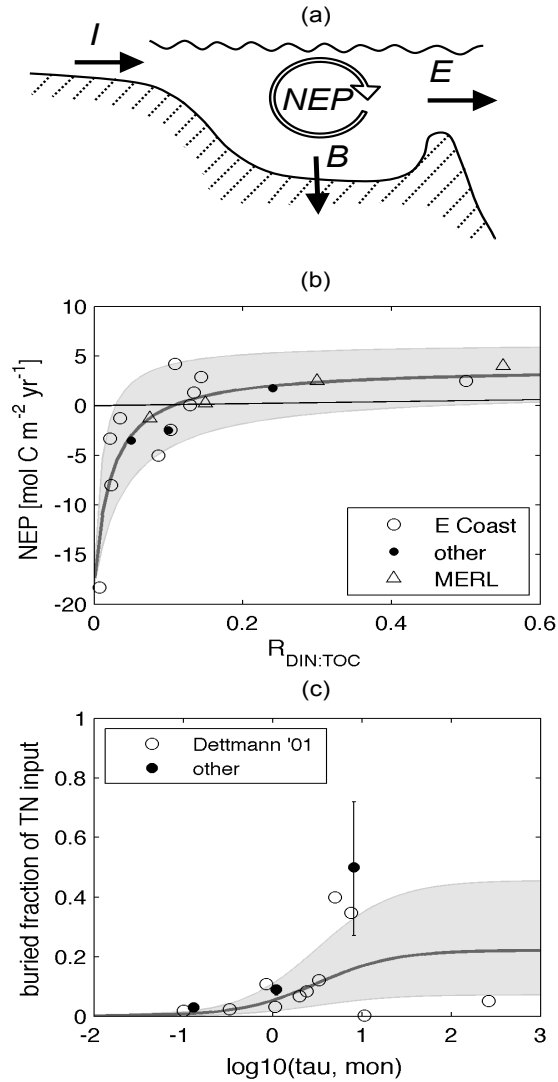 (a)
I
NEP
E
B
(b)
10
5
0
-5
-10
-15
-20
NEP [mol C m-2 yr-1]
E Coast
other
MERL
0 0.2 0.4 0.6
RDIN:TOC
(c)
1
0.8
0.6
0.4
0.2
0
buried fraction of TN input
Dettmann '01
other
-2 -1 0 1 2 3
log10(tau, mon)